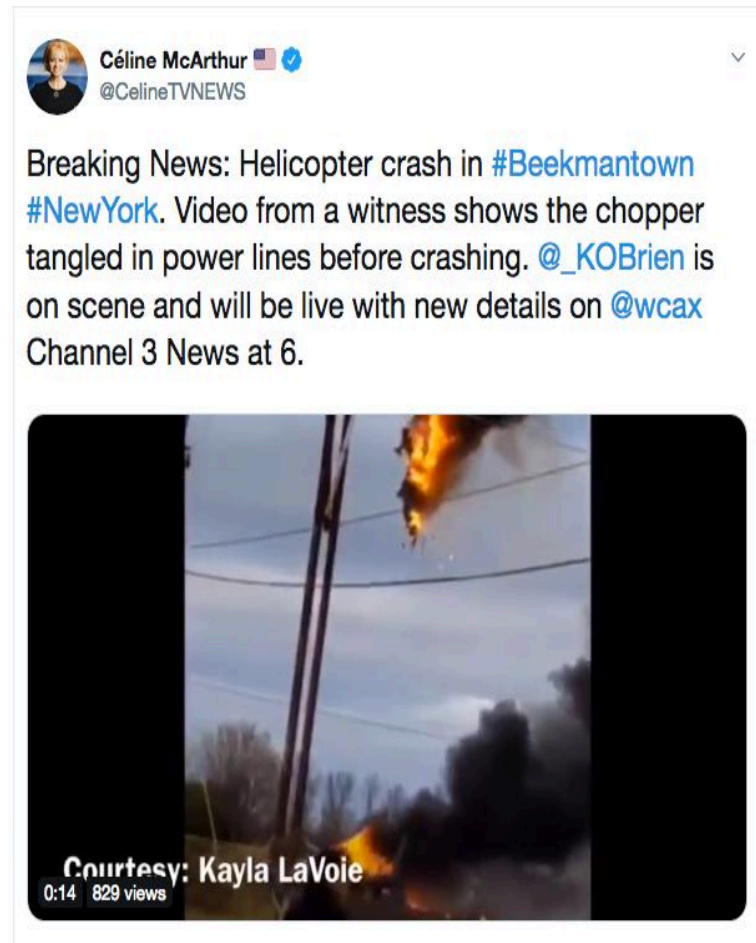 Céline McArthur
@CelineTVNEWS
Breaking News: Helicopter crash in #Beekmantown
#NewYork. Video from a witness shows the chopper
tangled in power lines before crashing. @_KOBrien is
on scene and will be live with new details on @wcax
Channel 3 News at 6.
Courtesy: Kayla LaVoie
0:14 829 views